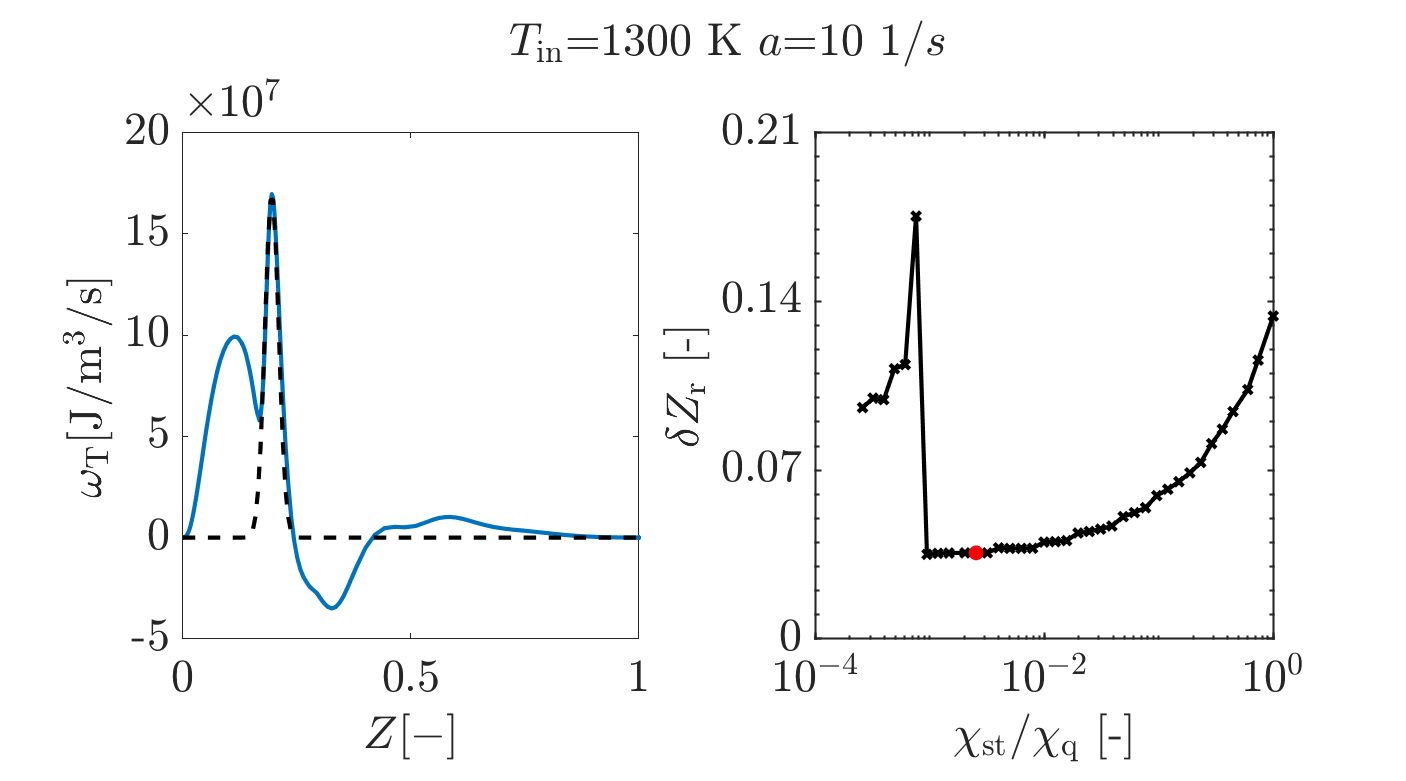 T_in=1300 K a=10 1/s
×10^7
20
15
10
5
0
-5
0 0.5 1
Z[−]
ω_T[J/m^3/s]
0.21
0.14
0.07
0
10^−4 10^−2 10^0
χ_st/χ_q [-]
δZ_r [-]